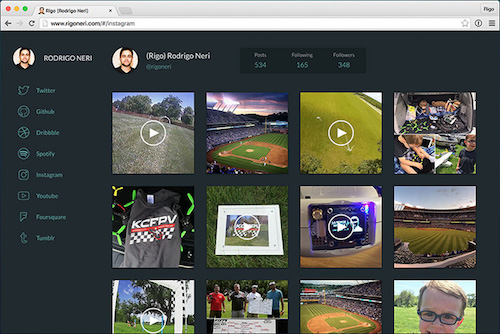 Rigo (Rodrigo Neri)
Rigo
www.rigoneri.com/#/instagram
RODRIGO NERI
(Rigo) Rodrigo Neri
@rigoneri
Posts
534
Following
165
Followers
348
Twitter
Github
Dribbble
Spotify
Instagram
Youtube
Foursquare
Tumblr
KCFPV